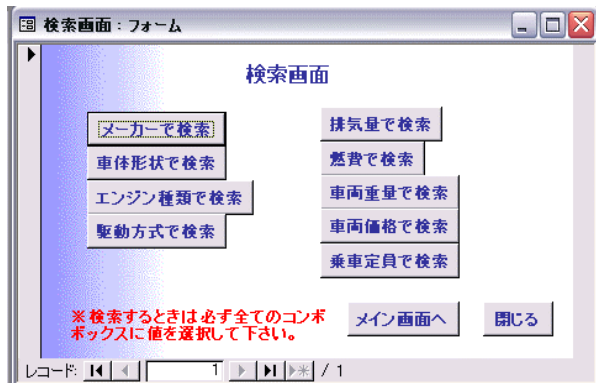 検索画面：フォーム
検索画面
メーカーで検索
車体形状で検索
エンジン種類で検索
駆動方式で検索
排気量で検索
燃費で検索
車両重量で検索
車両価格で検索
乗車定員で検索
※検索するときは必ず全てのコンボ
ボックスに値を選択して下さい。
メイン画面へ
閉じる
レコード: 1 / 1